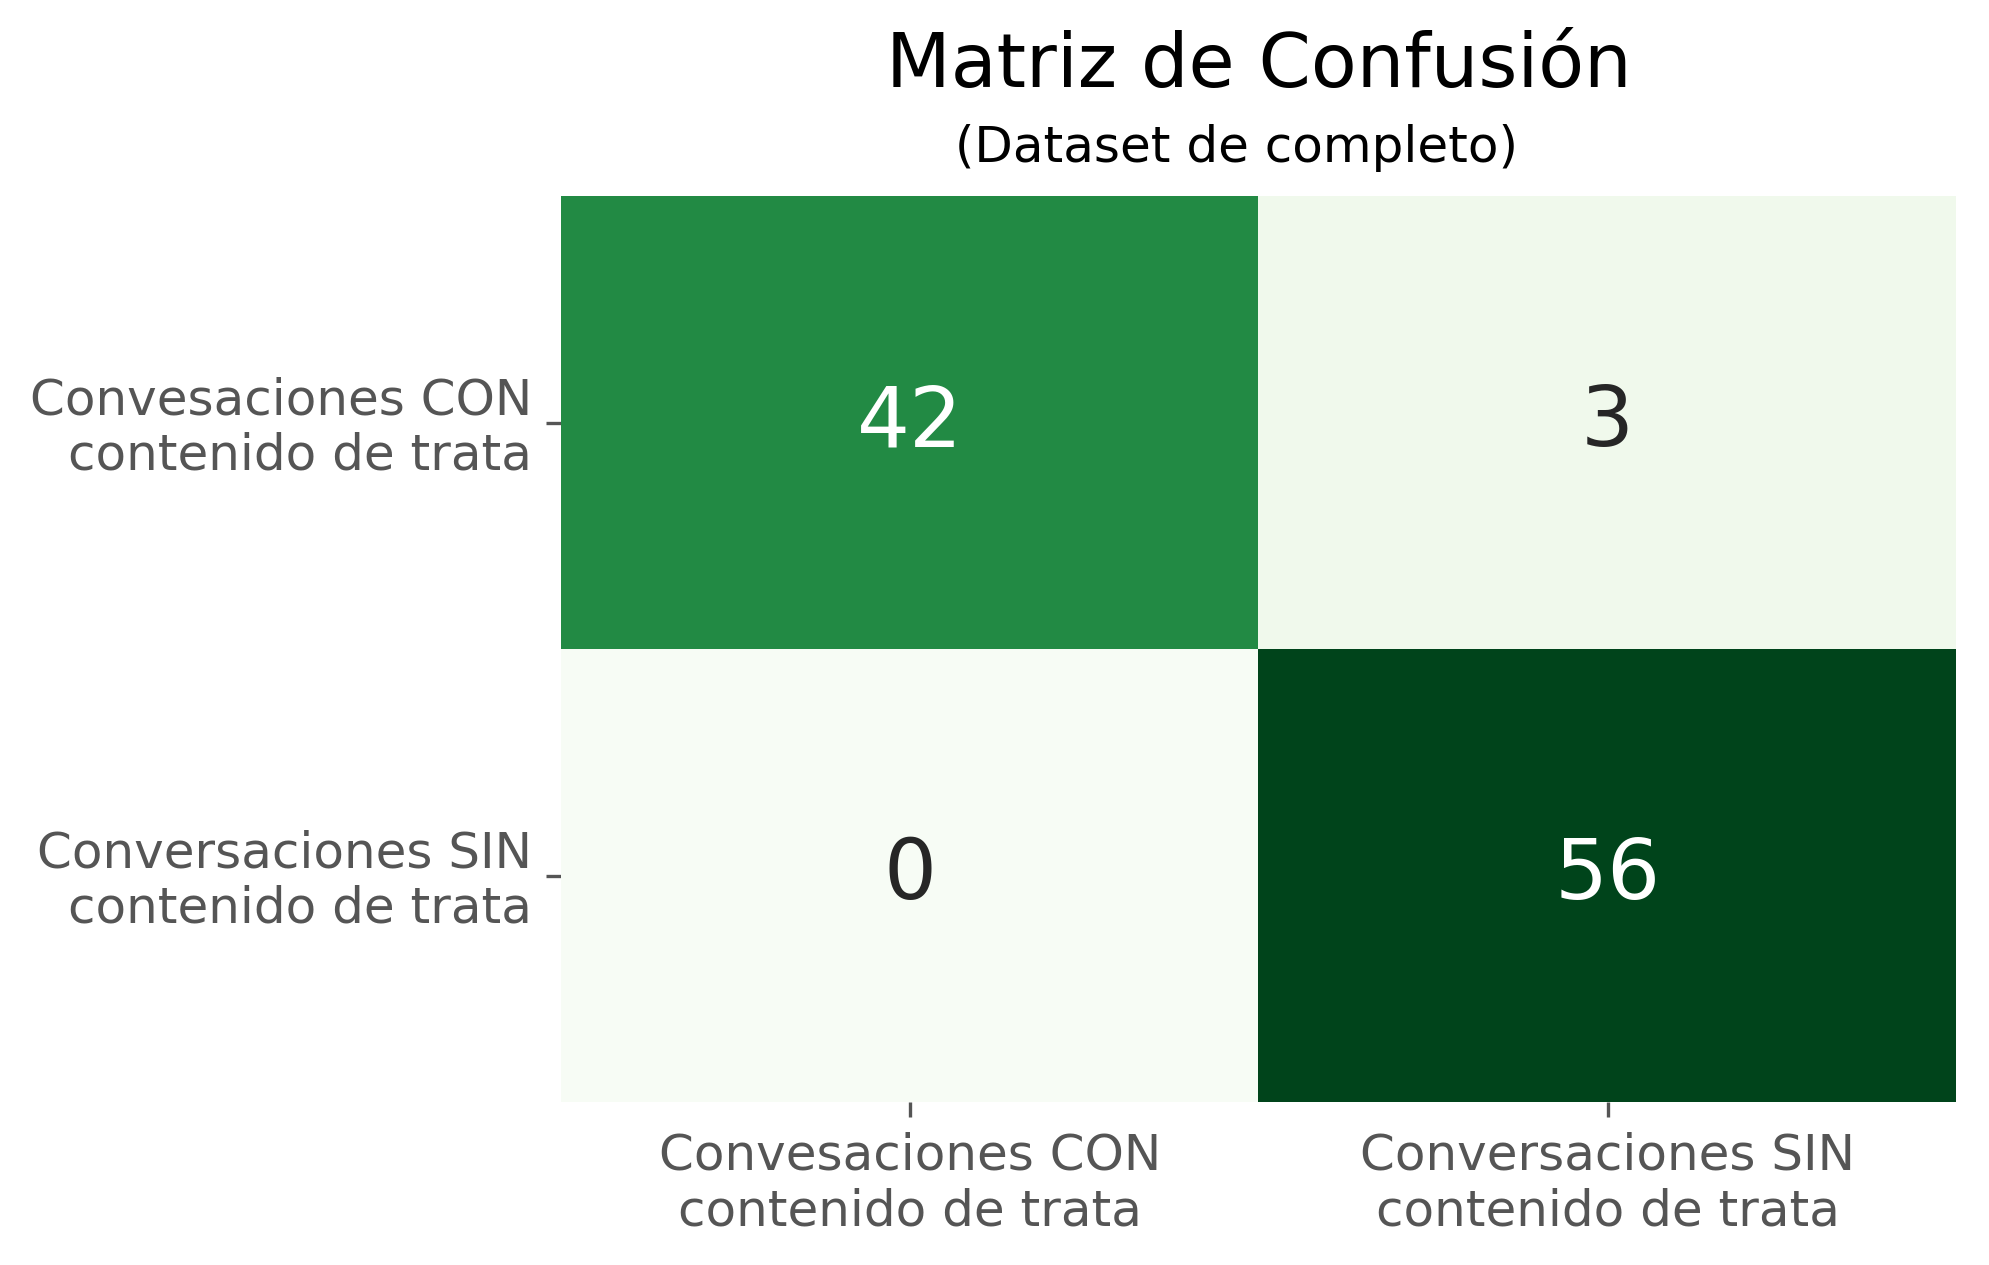 Matriz de Confusión
(Dataset de completo)
Convesaciones CON
contenido de trata
42
3
Conversaciones SIN
contenido de trata
0
56
Convesaciones CON
contenido de trata
Conversaciones SIN
contenido de trata